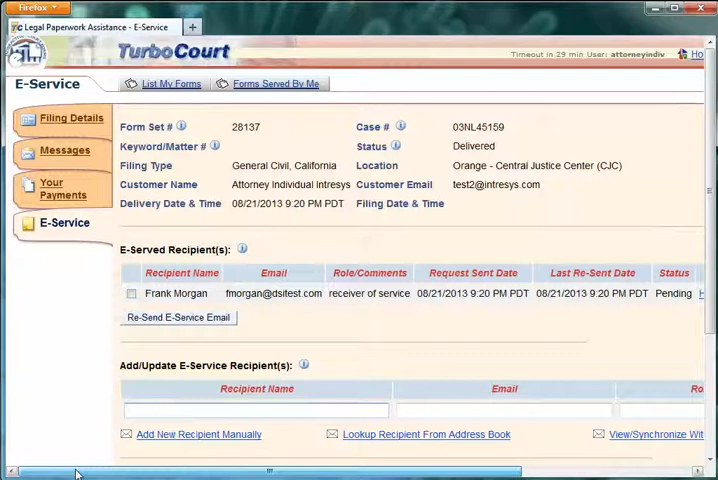 Firefox
Legal Paperwork Assistance - E-Service
TurboCourt
Timeout in 29 min User: attorneyindiv
Ho
E-Service
List My Forms
Forms Served By Me
Filing Details
Messages
Your
Payments
E-Service
Form Set # 28137 Case # 03NL45159
Keyword/Matter # Status Delivered
Filing Type General Civil, California Location Orange - Central Justice Center (CJC)
Customer Name Attorney Individual Intresys Customer Email test2@intresys.com
Delivery Date & Time 08/21/2013 9:20 PM PDT Filing Date & Time
E-Served Recipient(s):
Recipient Name Email Role/Comments Request Sent Date Last Re-Sent Date Status
Frank Morgan fmorgan@dsitest.com receiver of service 08/21/2013 9:20 PM PDT 08/21/2013 9:20 PM PDT Pending H
Re-Send E-Service Email
Add/Update E-Service Recipient(s):
Recipient Name Email Ro
Add New Recipient Manually Lookup Recipient From Address Book View/Synchronize Wit